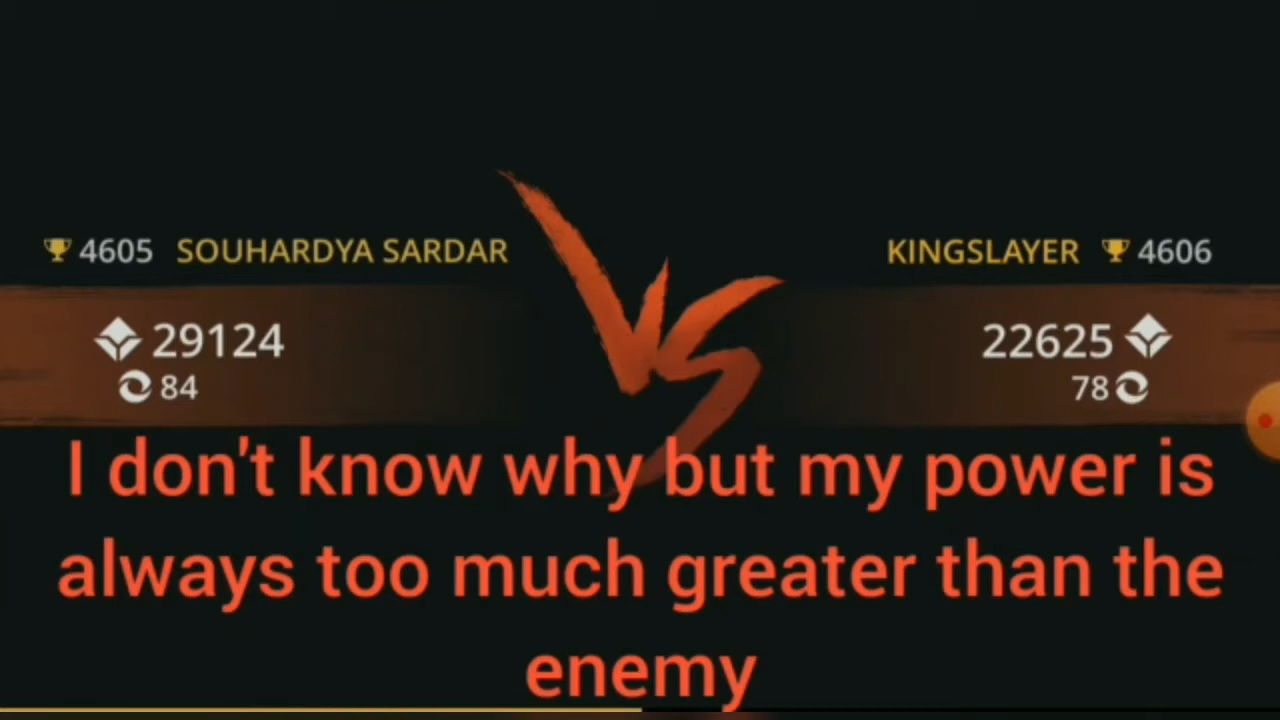 4605 SOUHARDYA SARDAR
KINGSLAYER 4606
VS
29124
22625
84
78
I don't know why but my power is
always too much greater than the
enemy